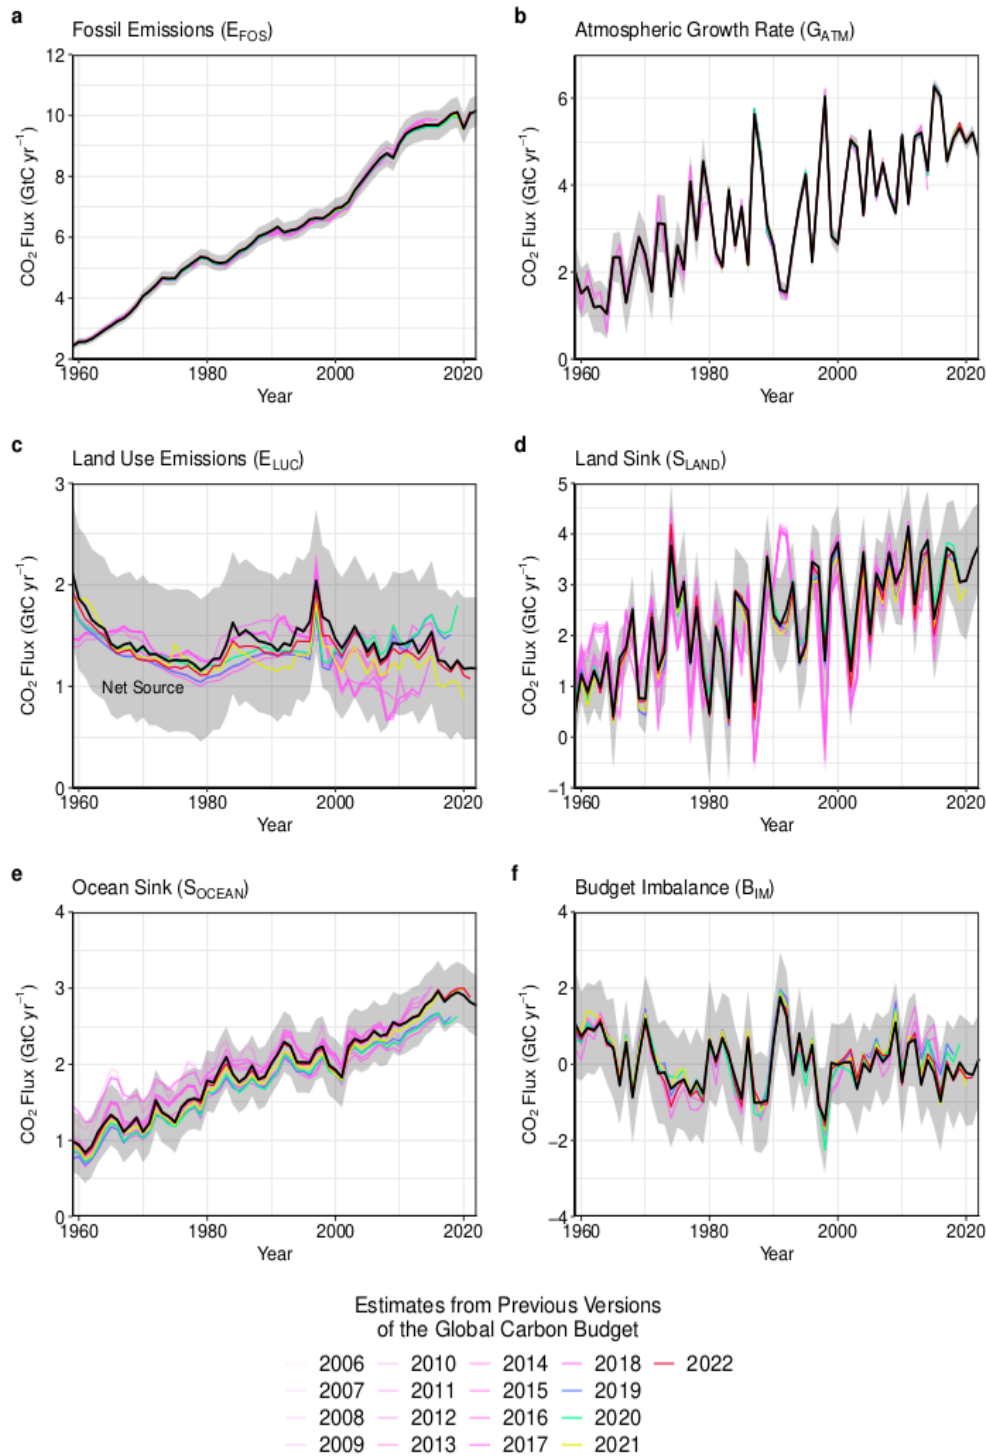 a
Fossil Emissions (E_FOS)
12
10
8
6
4
2
CO₂ Flux (GtC yr⁻¹)
1960 1980 2000 2020
Year
b
Atmospheric Growth Rate (G_ATM)
6
4
2
0
CO₂ Flux (GtC yr⁻¹)
1960 1980 2000 2020
Year
c
Land Use Emissions (E_LUC)
3
2
1
0
CO₂ Flux (GtC yr⁻¹)
Net Source
1960 1980 2000 2020
Year
d
Land Sink (S_LAND)
5
4
3
2
1
0
−1
CO₂ Flux (GtC yr⁻¹)
1960 1980 2000 2020
Year
e
Ocean Sink (S_OCEAN)
4
3
2
1
0
CO₂ Flux (GtC yr⁻¹)
1960 1980 2000 2020
Year
f
Budget Imbalance (B_IM)
4
2
0
−2
−4
CO₂ Flux (GtC yr⁻¹)
1960 1980 2000 2020
Year
Estimates from Previous Versions
of the Global Carbon Budget
2006 2010 2014 2018 2022
2007 2011 2015 2019
2008 2012 2016 2020
2009 2013 2017 2021